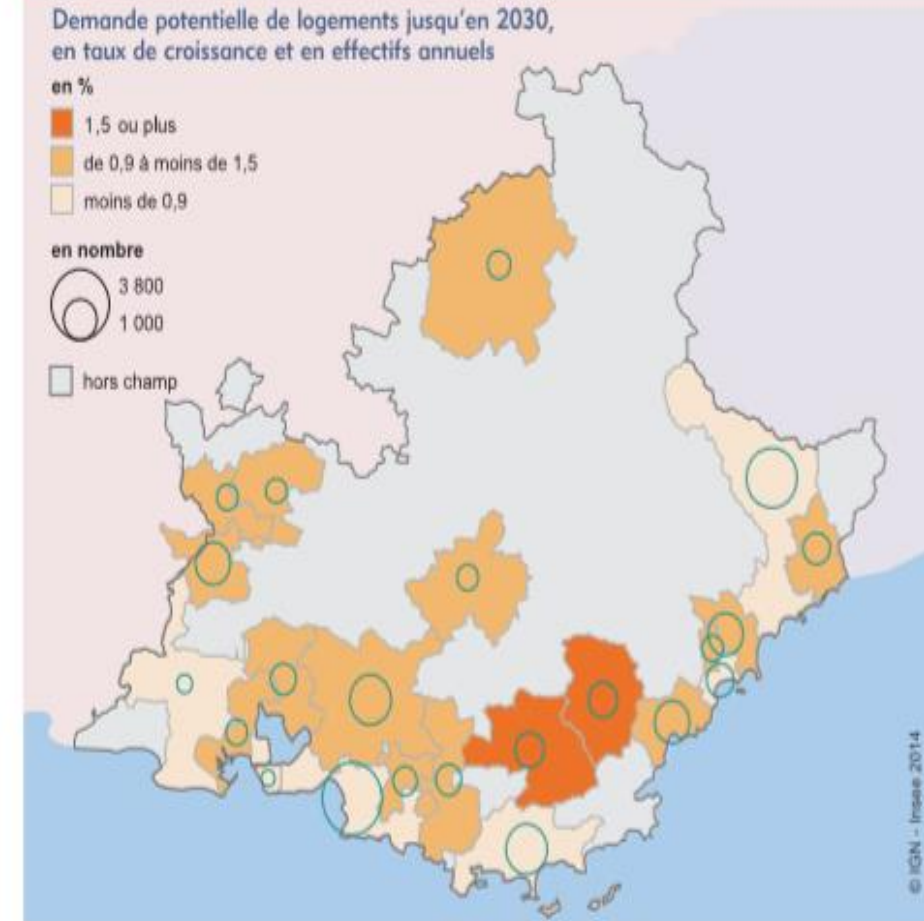 Demande potentielle de logements jusqu'en 2030,
en taux de croissance et en effectifs annuels
en %
1,5 ou plus
de 0,9 à moins de 1,5
moins de 0,9
en nombre
3 800
1 000
hors champ
© IGN - Insee 2014